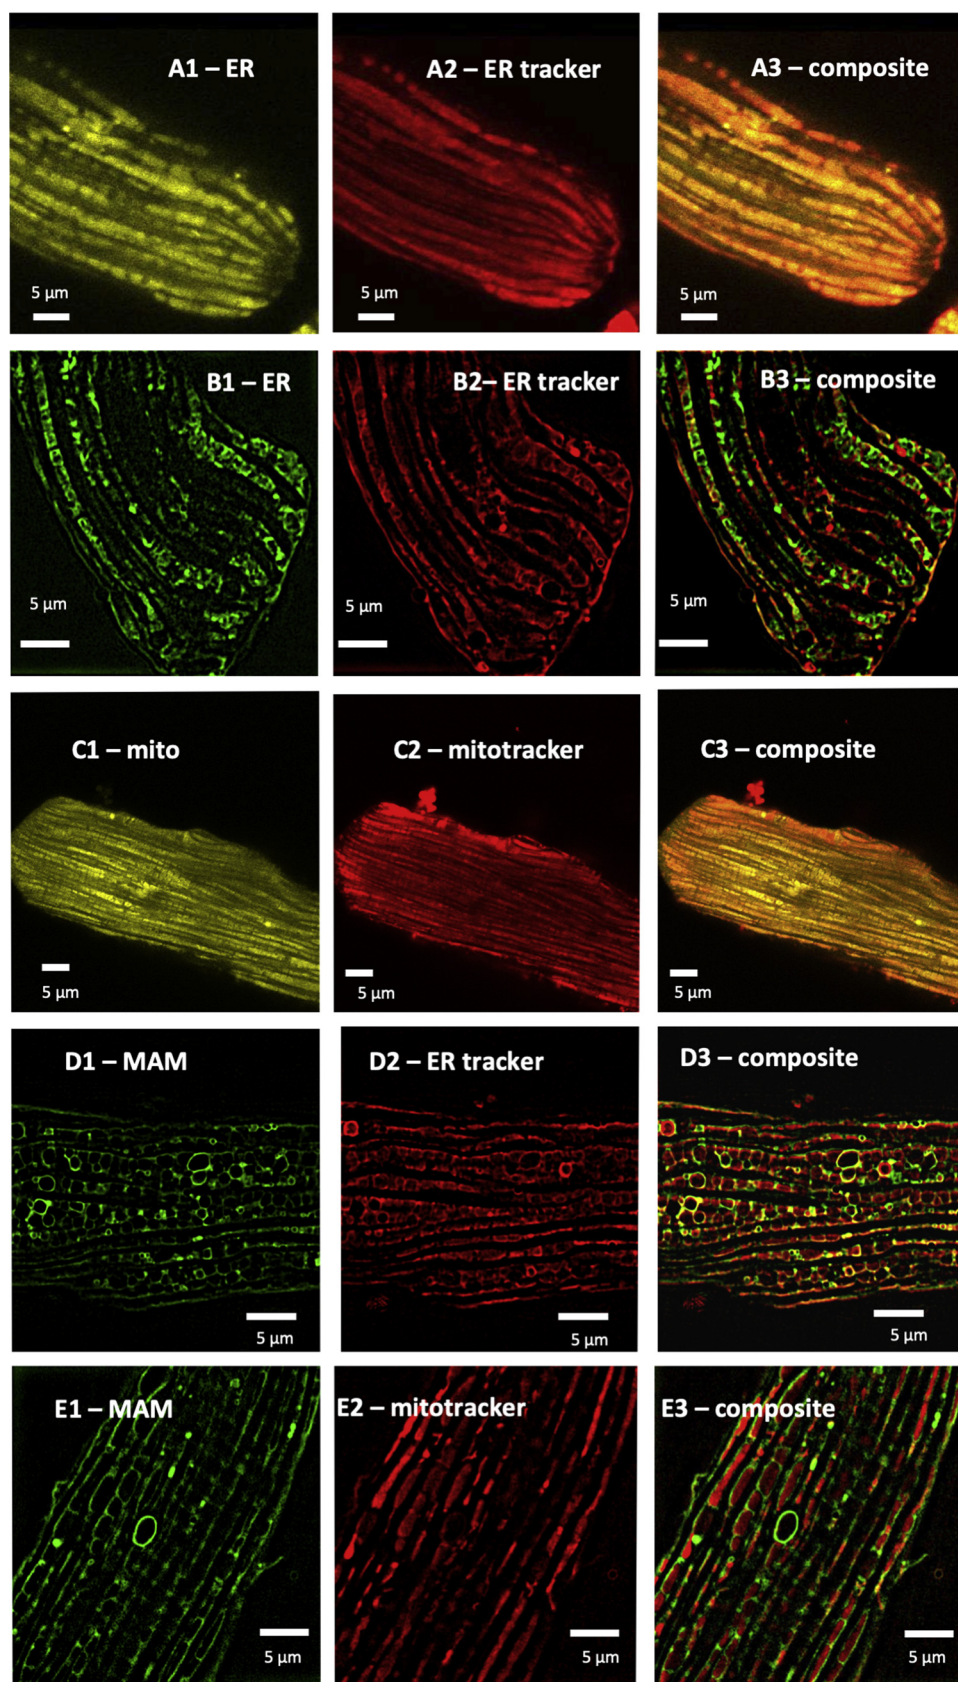 A1 – ER
A2 – ER tracker
A3 – composite
5 µm
5 µm
5 µm
B1 – ER
B2– ER tracker
B3 – composite
5 µm
5 µm
5 µm
C1 – mito
C2 – mitotracker
C3 – composite
5 µm
5 µm
5 µm
D1 – MAM
D2 – ER tracker
D3 – composite
5 µm
5 µm
5 µm
E1 – MAM
E2 – mitotracker
E3 – composite
5 µm
5 µm
5 µm